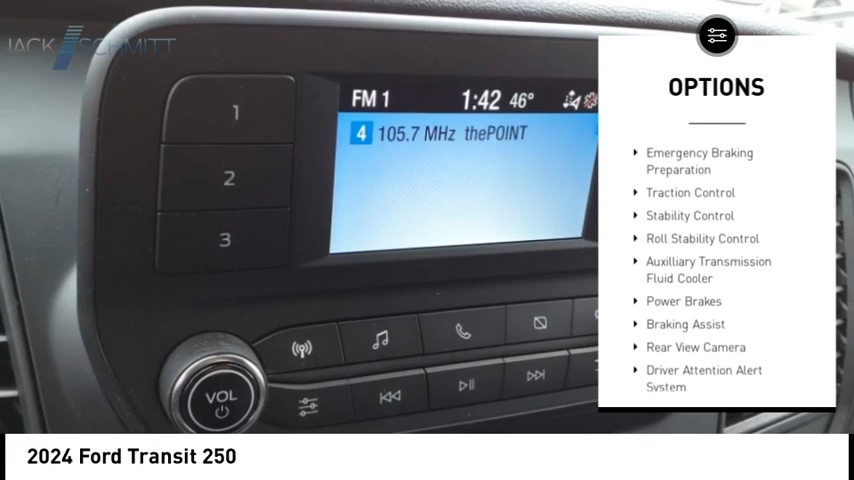 JACK SCHMITT
1
2
3
FM 1 1:42 46°
4 105.7 MHz thePOINT
VOL
OPTIONS
Emergency Braking
Preparation
Traction Control
Stability Control
Roll Stability Control
Auxilliary Transmission
Fluid Cooler
Power Brakes
Braking Assist
Rear View Camera
Driver Attention Alert
System
2024 Ford Transit 250